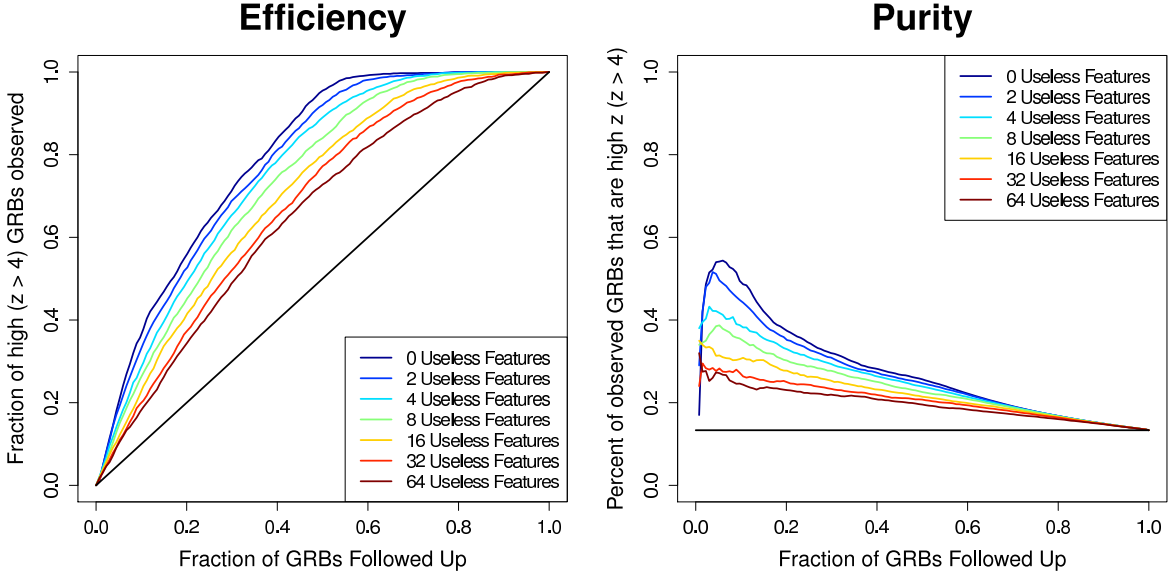 Efficiency
Fraction of high (z > 4) GRBs observed
1.0
0.8
0.6
0.4
0.2
0.0
0 Useless Features
2 Useless Features
4 Useless Features
8 Useless Features
16 Useless Features
32 Useless Features
64 Useless Features
0.0 0.2 0.4 0.6 0.8 1.0
Fraction of GRBs Followed Up
Purity
Percent of observed GRBs that are high z (z > 4)
1.0
0.8
0.6
0.4
0.2
0.0
0 Useless Features
2 Useless Features
4 Useless Features
8 Useless Features
16 Useless Features
32 Useless Features
64 Useless Features
0.0 0.2 0.4 0.6 0.8 1.0
Fraction of GRBs Followed Up